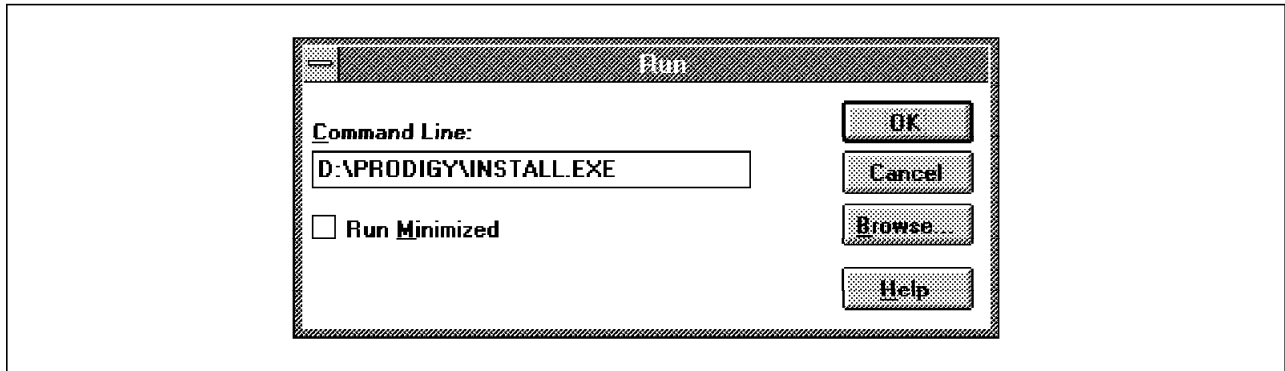 Run
Command Line:
D:\PRODIGY\INSTALL.EXE
Run Minimized
OK
Cancel
Browse...
Help